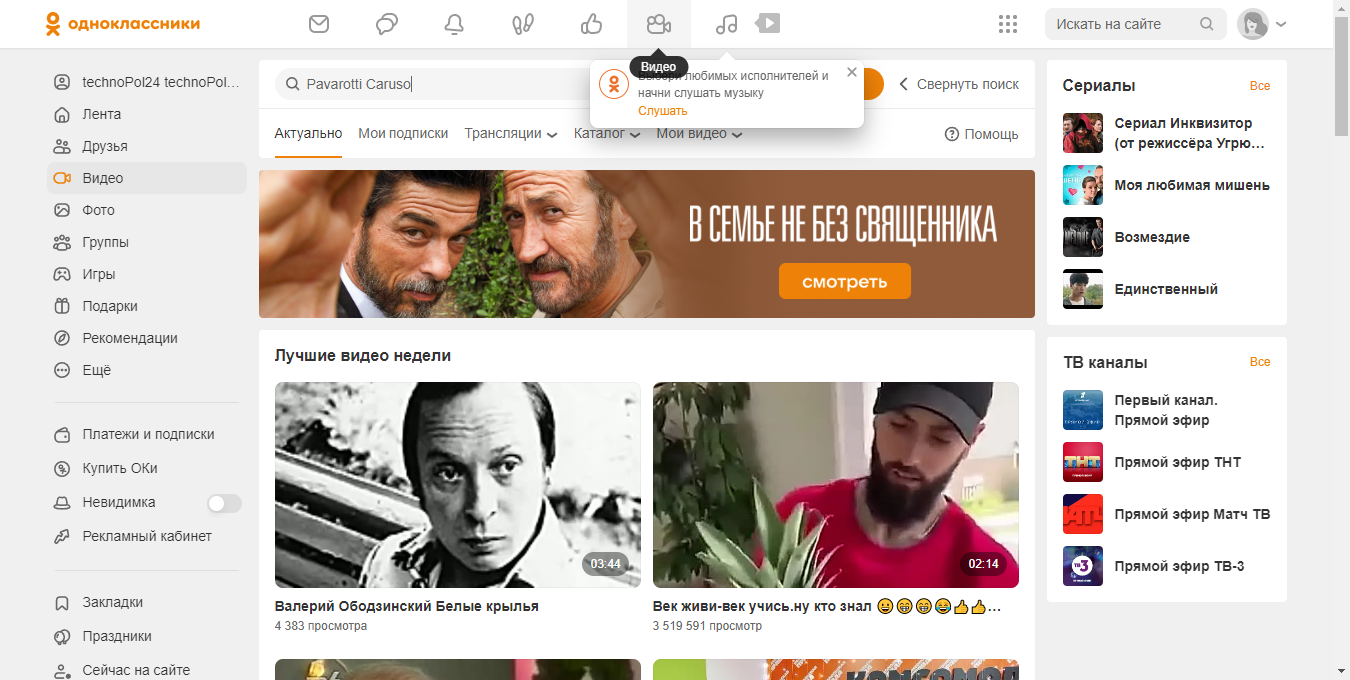 одноклассники
Искать на сайте
Видео
Выбери любимых исполнителей и
начни слушать музыку
Слушать
technoPol24 technoPol...
Лента
Друзья
Видео
Фото
Группы
Игры
Подарки
Рекомендации
Ещё
Платежи и подписки
Купить ОКи
Невидимка
Рекламный кабинет
Закладки
Праздники
Сейчас на сайте
Pavarotti Caruso
Свернуть поиск
Актуально Мои подписки Трансляции Каталог Мои видео Помощь
В СЕМЬЕ НЕ БЕЗ СВЯЩЕННИКА
смотреть
Лучшие видео недели
03:44
Валерий Ободзинский Белые крылья
4 383 просмотра
02:14
Век живи-век учись.ну кто знал 😀😁😁😂👍👍...
3 519 591 просмотр
Сериалы Все
Сериал Инквизитор
(от режиссёра Угрю...
Моя любимая мишень
Возмездие
Единственный
ТВ каналы Все
Первый канал.
Прямой эфир
Прямой эфир ТНТ
Прямой эфир Матч ТВ
Прямой эфир ТВ-3